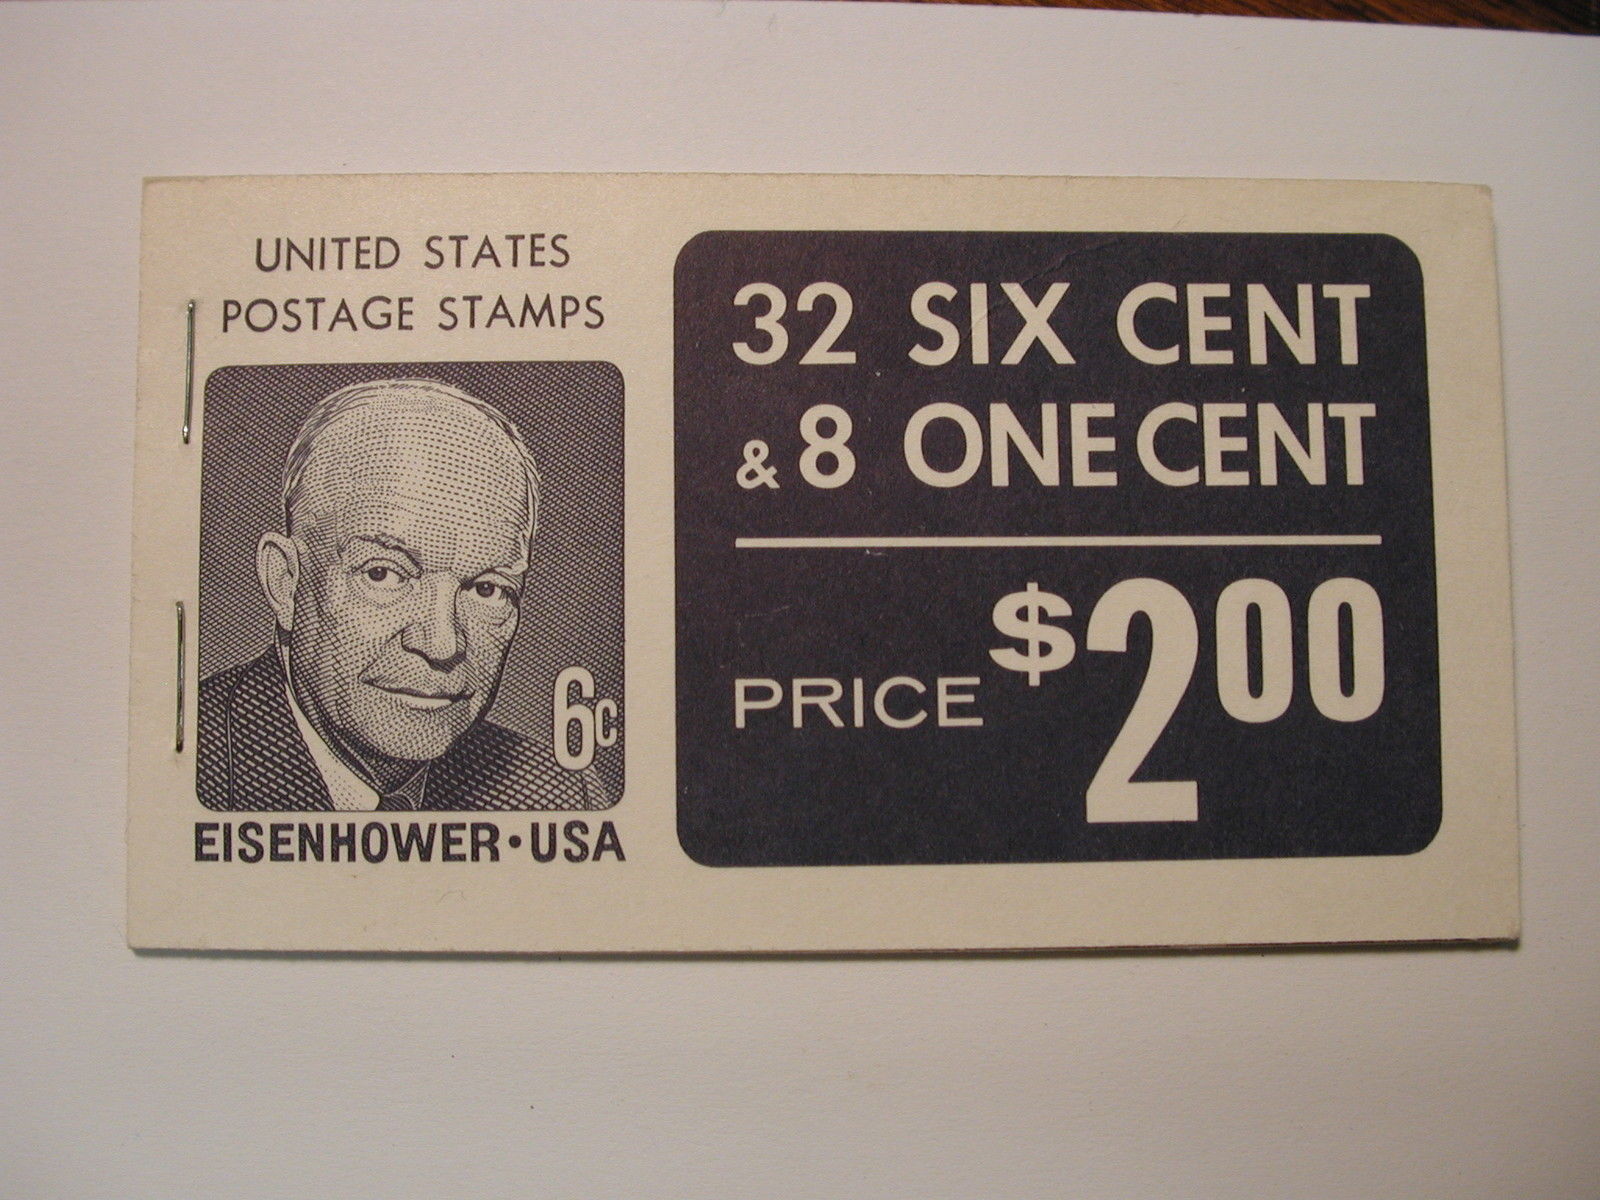 UNITED STATES
POSTAGE STAMPS
6c
EISENHOWER·USA
32 SIX CENT
& 8 ONE CENT
PRICE $2 00